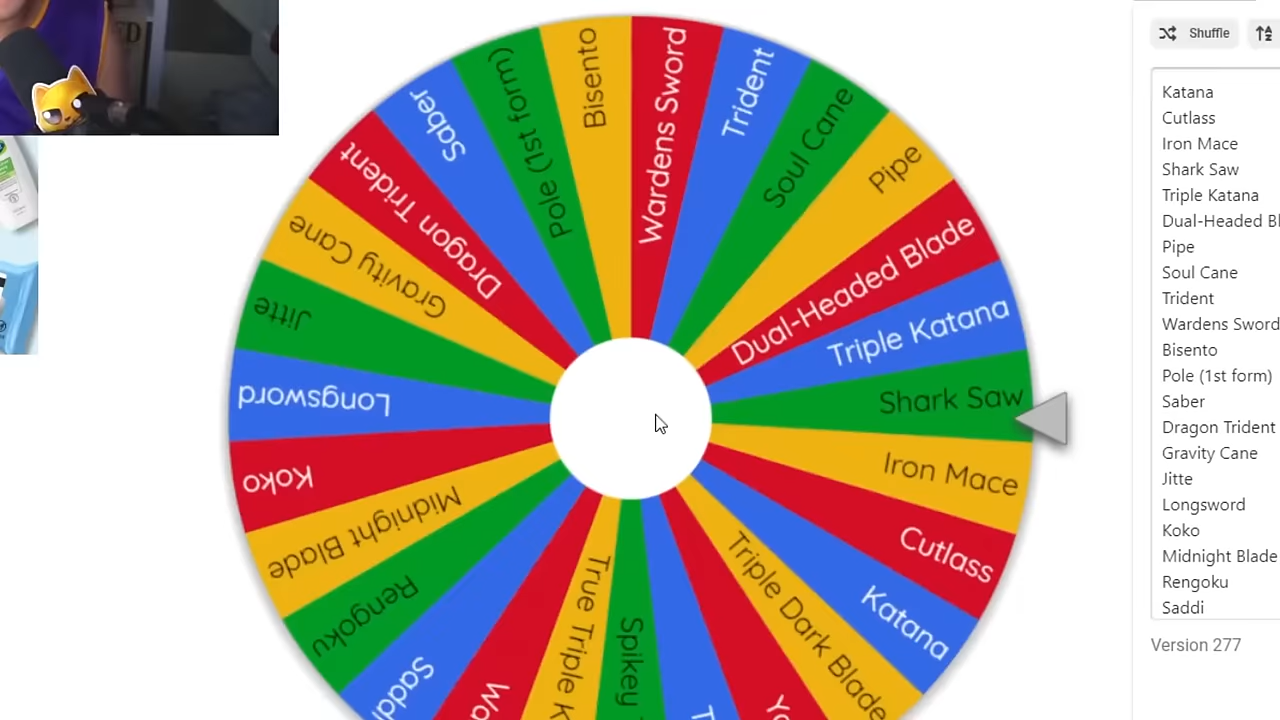 Bisento
Wardens Sword
Trident
Soul Cane
Pipe
Dual-Headed Blade
Triple Katana
Shark Saw
Iron Mace
Cutlass
Katana
Triple Dark Blade
Spikey
True Triple K
Saddi
Rengoku
Midnight Blade
Koko
Longsword
Jitte
Gravity Cane
Dragon Trident
Saber
Pole (1st form)
Shuffle
Katana
Cutlass
Iron Mace
Shark Saw
Triple Katana
Dual-Headed Bl
Pipe
Soul Cane
Trident
Wardens Sword
Bisento
Pole (1st form)
Saber
Dragon Trident
Gravity Cane
Jitte
Longsword
Koko
Midnight Blade
Rengoku
Saddi
Version 277